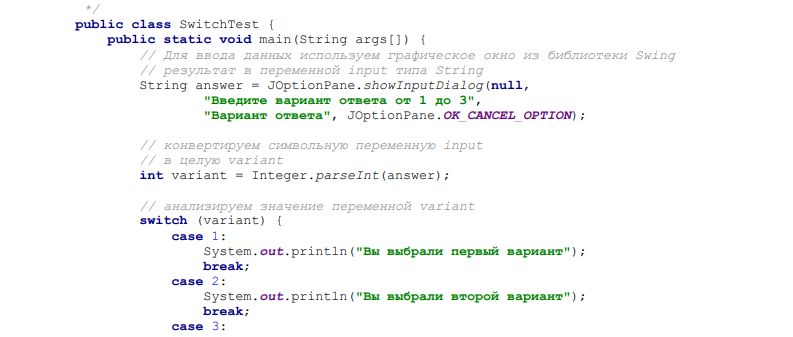 */
public class SwitchTest {
public static void main(String args[]) {
// Для ввода данных используем графическое окно из библиотеки Swing
// результат в переменной input типа String
String answer = JOptionPane.showInputDialog(null,
"Введите вариант ответа от 1 до 3",
"Вариант ответа", JOptionPane.OK_CANCEL_OPTION);
// конвертируем символьную переменную input
// в целую variant
int variant = Integer.parseInt(answer);
// анализируем значение переменной variant
switch (variant) {
case 1:
System.out.println("Вы выбрали первый вариант");
break;
case 2:
System.out.println("Вы выбрали второй вариант");
break;
case 3: